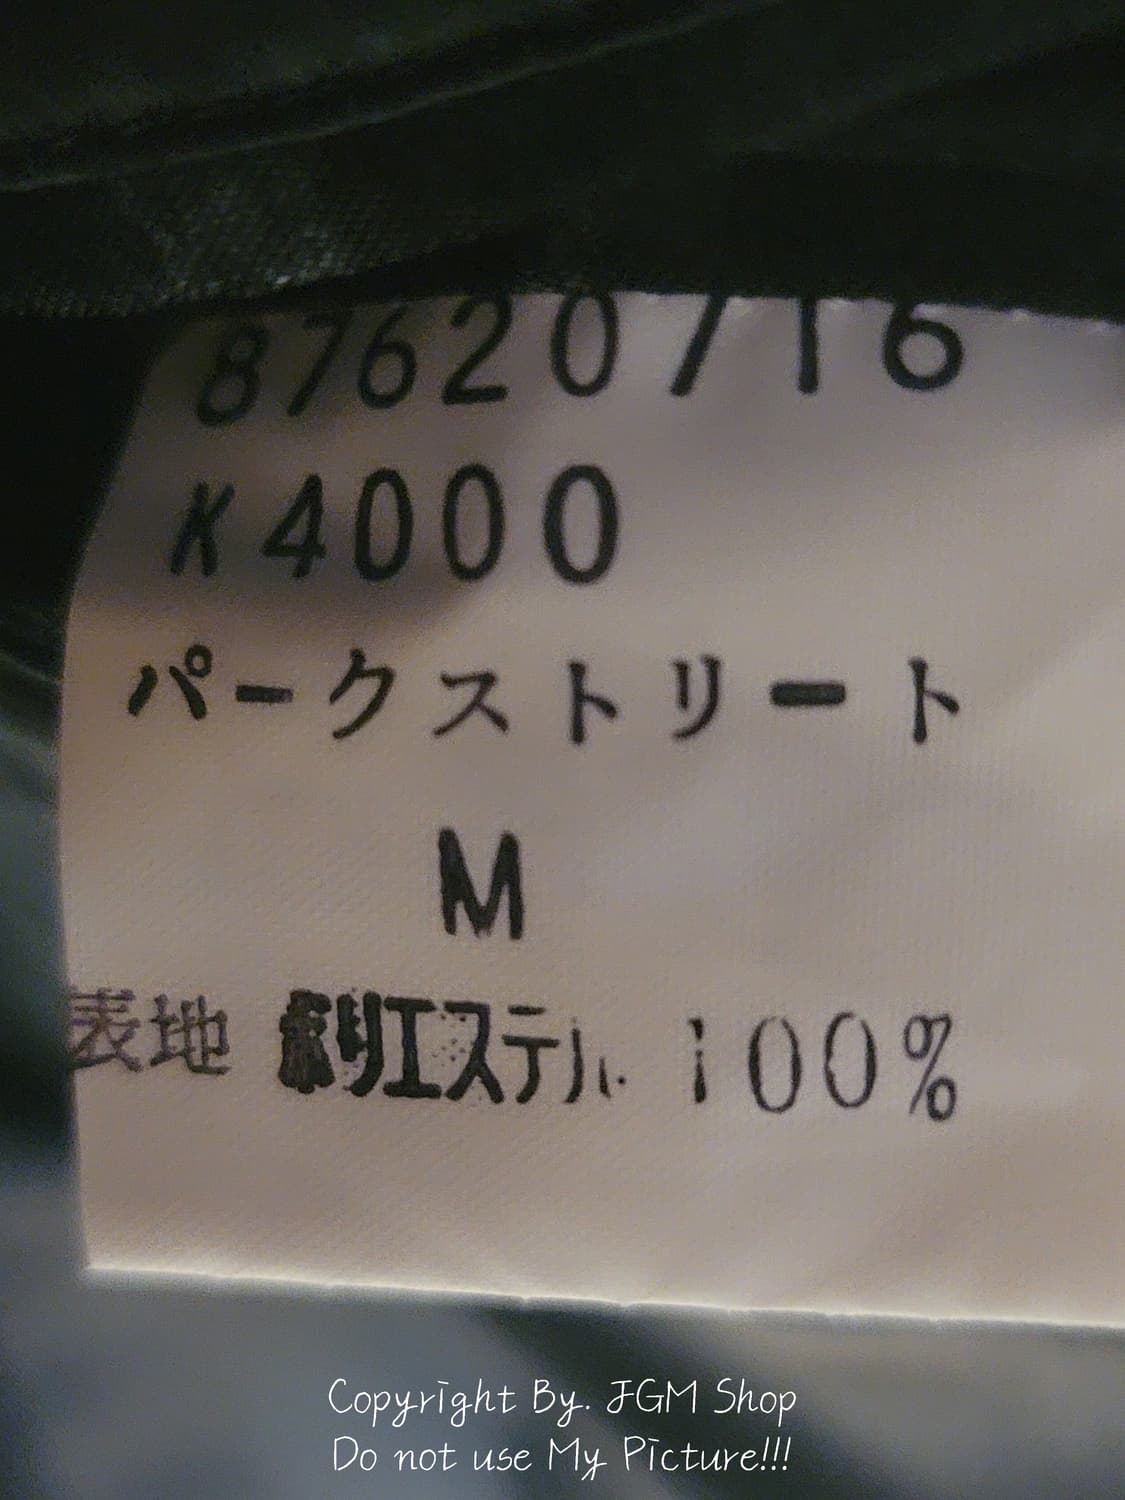 87620716
K4000
パークストリート
M
表地 ポリエステル 100%
Copyright By. JGM Shop
Do not use My Picture!!!